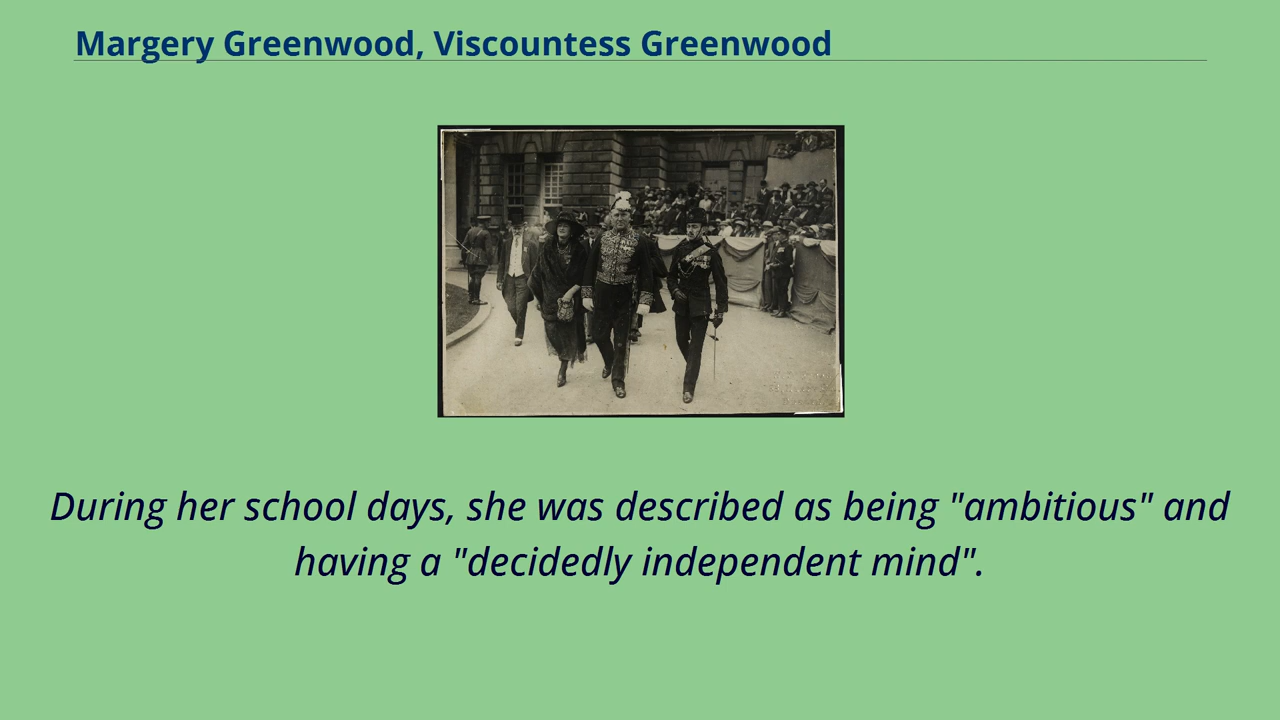 Margery Greenwood, Viscountess Greenwood
During her school days, she was described as being "ambitious" and
having a "decidedly independent mind".